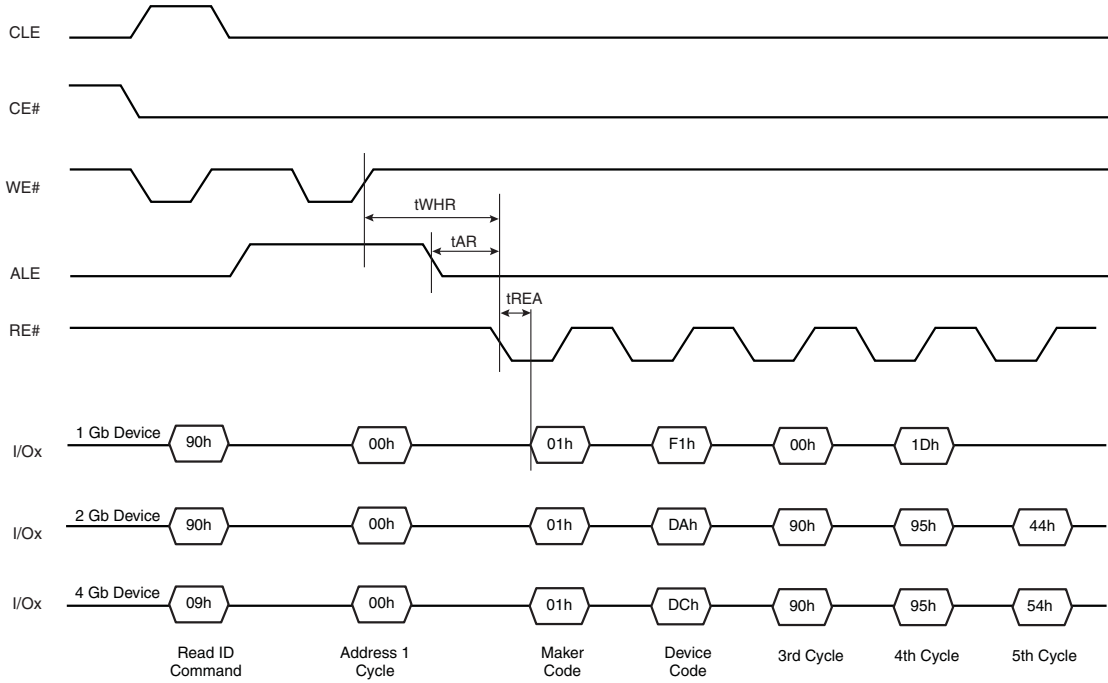 CLE
CE#
WE#
tWHR
tAR
ALE
tREA
RE#
I/Ox 1 Gb Device 90h 00h 01h F1h 00h 1Dh
I/Ox 2 Gb Device 90h 00h 01h DAh 90h 95h 44h
I/Ox 4 Gb Device 09h 00h 01h DCh 90h 95h 54h
Read ID Command
Address 1 Cycle
Maker Code
Device Code
3rd Cycle
4th Cycle
5th Cycle